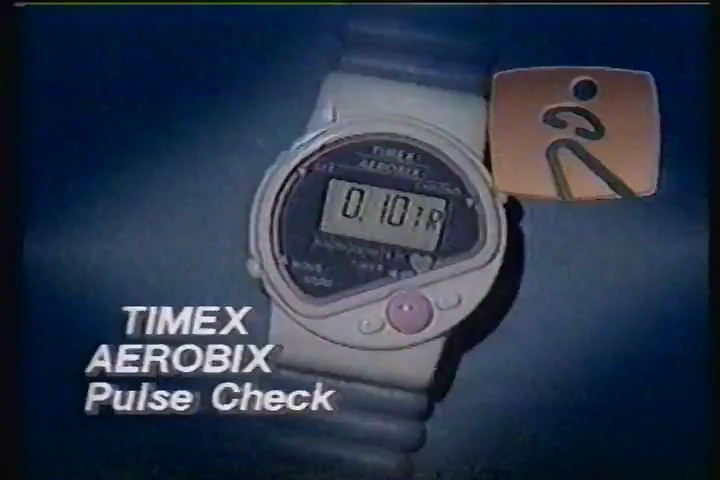 TIMEX
AEROBIX
0.10 1R
TIMEX
AEROBIX
Pulse Check